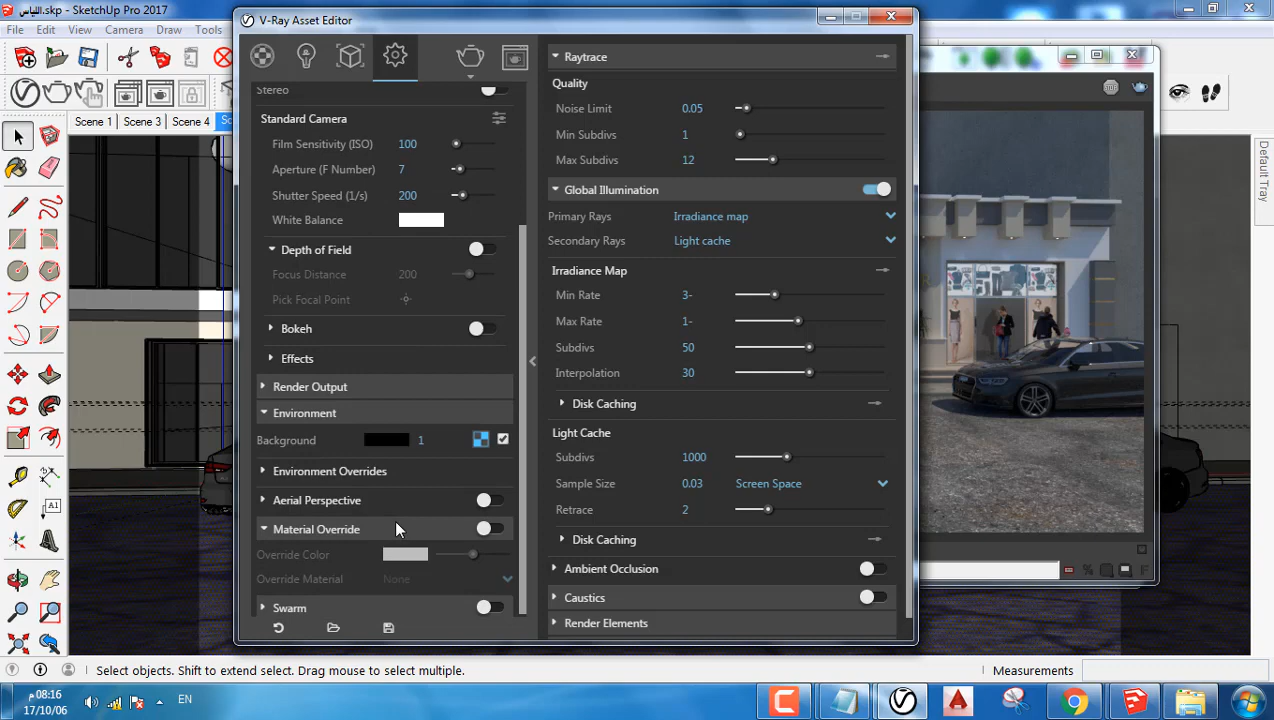 اللباس.skp - SketchUp Pro 2017
File Edit View Camera Draw Tools
V-Ray Asset Editor
Scene 1 Scene 3 Scene 4
Stereo
Standard Camera
Film Sensitivity (ISO) 100
Aperture (F Number) 7
Shutter Speed (1/s) 200
White Balance
Depth of Field
Focus Distance 200
Pick Focal Point
Bokeh
Effects
Render Output
Environment
Background 1
Environment Overrides
Aerial Perspective
Material Override
Override Color
Override Material None
Swarm
Raytrace
Quality
Noise Limit 0.05
Min Subdivs 1
Max Subdivs 12
Global Illumination
Primary Rays Irradiance map
Secondary Rays Light cache
Irradiance Map
Min Rate 3-
Max Rate 1-
Subdivs 50
Interpolation 30
Disk Caching
Light Cache
Subdivs 1000
Sample Size 0.03 Screen Space
Retrace 2
Disk Caching
Ambient Occlusion
Caustics
Render Elements
Default Tray
Select objects. Shift to extend select. Drag mouse to select multiple.
Measurements
08:16 م
17/10/06
EN